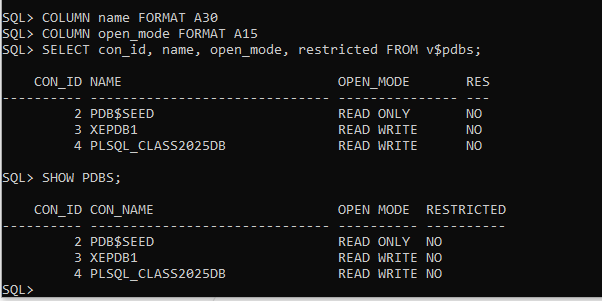 SQL> COLUMN name FORMAT A30
SQL> COLUMN open_mode FORMAT A15
SQL> SELECT con_id, name, open_mode, restricted FROM v$pdbs;
    CON_ID NAME                           OPEN_MODE       RES
---------- ------------------------------ --------------- ---
         2 PDB$SEED                       READ ONLY       NO
         3 XEPDB1                         READ WRITE      NO
         4 PLSQL_CLASS2025DB              READ WRITE      NO
SQL> SHOW PDBS;
    CON_ID CON_NAME                       OPEN MODE  RESTRICTED
---------- ------------------------------ ---------- ----------
         2 PDB$SEED                       READ ONLY  NO
         3 XEPDB1                         READ WRITE NO
         4 PLSQL_CLASS2025DB              READ WRITE NO
SQL>